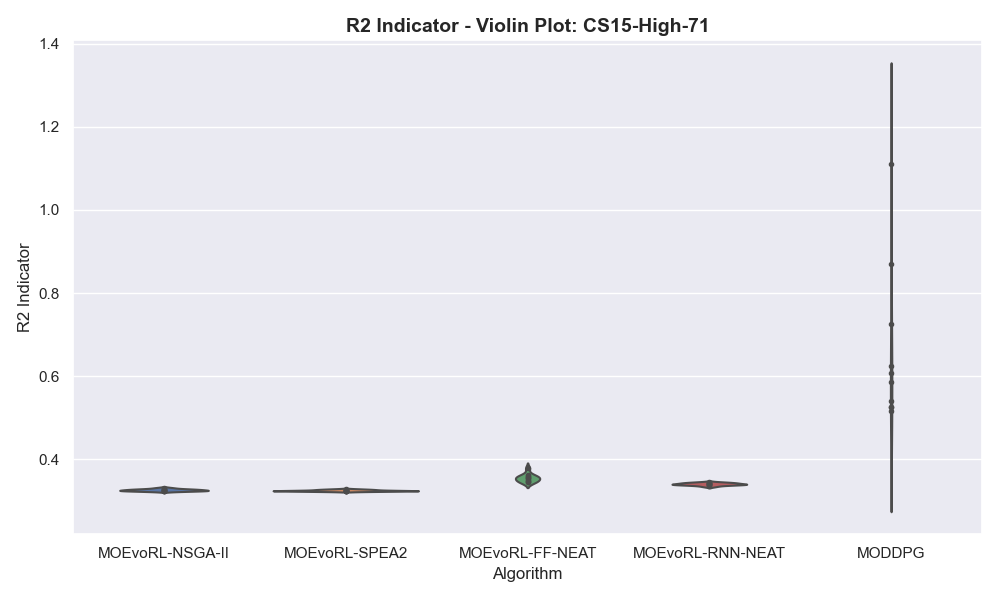 R2 Indicator - Violin Plot: CS15-High-71
1.4
1.2
1.0
0.8
0.6
0.4
R2 Indicator
MOEvoRL-NSGA-II
MOEvoRL-SPEA2
MOEvoRL-FF-NEAT
MOEvoRL-RNN-NEAT
MODDPG
Algorithm